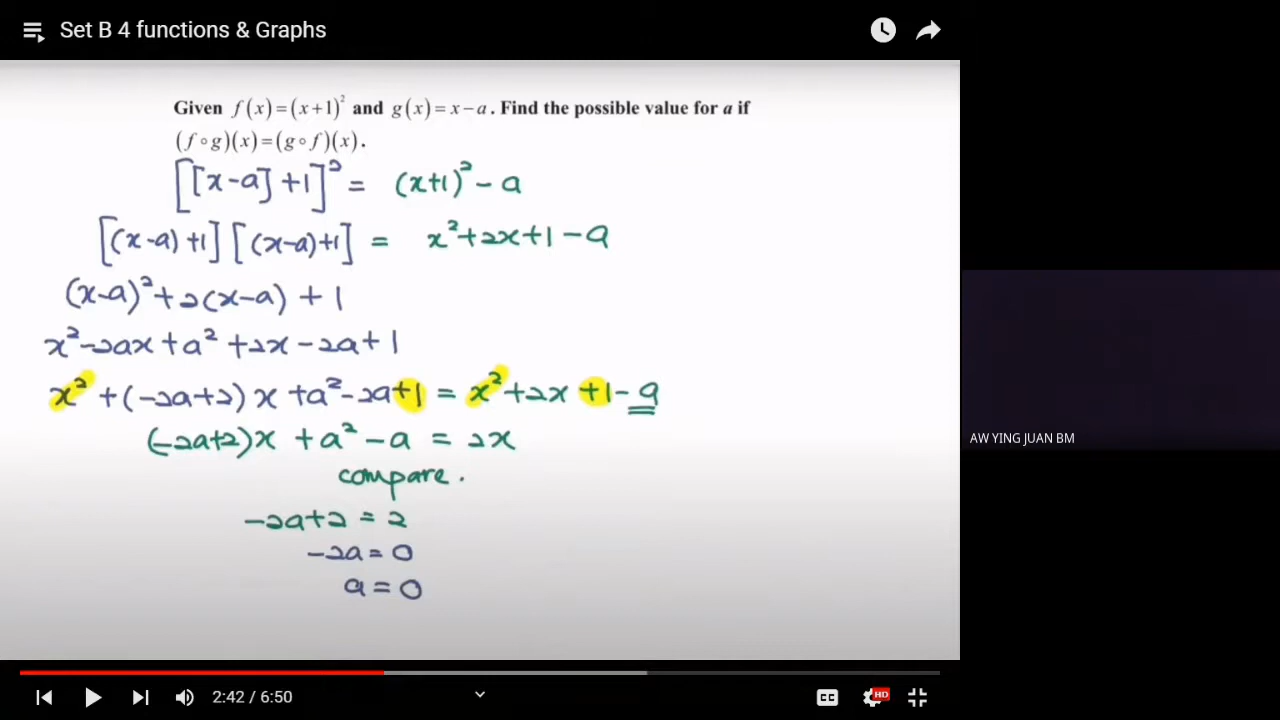 Set B 4 functions & Graphs
Given f(x)=(x+1)² and g(x)=x−a. Find the possible value for a if
(f∘g)(x)=(g∘f)(x).
[[x-a]+1]² = (x+1)² - a
[(x-a)+1][(x-a)+1] = x²+2x+1-a
(x-a)²+2(x-a)+1
x²-2ax+a²+2x-2a+1
x²+(-2a+2)x+a²-2a+1 = x²+2x+1-a
(-2a+2)x+a²-a = 2x
compare.
-2a+2 = 2
-2a = 0
a = 0
AW YING JUAN BM
2:42 / 6:50
CC
HD